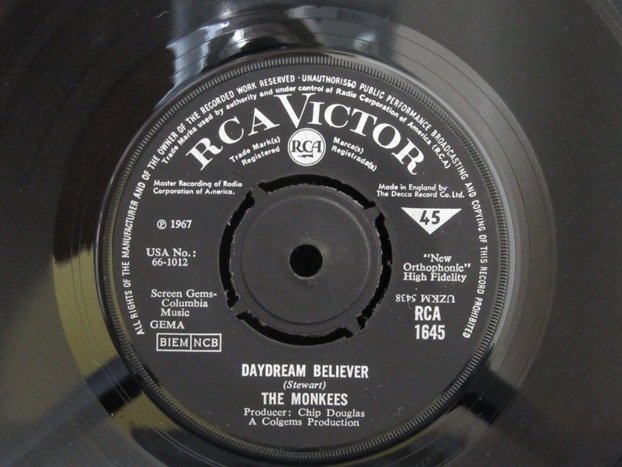 ALL RIGHTS OF THE MANUFACTURER AND OF THE OWNER OF THE RECORDED WORK RESERVED · UNAUTHORISED PUBLIC PERFORMANCE BROADCASTING AND COPYING OF THIS RECORD PROHIBITED
Trade Marks used by authority and under control of Radio Corporation of America (R.C.A.)
RCA VICTOR
Trade Mark(s)
Registered
RCA
Marca(s)
Registrada(s)
Master Recording of Radio
Corporation of America.
Made in England by
The Decca Record Co. Ltd.
℗ 1967
45
USA No.:
66-1012
"New
Orthophonic"
High Fidelity
Screen Gems-
Columbia
Music
GEMA
BIEM NCB
UZKM 5438
RCA
1645
DAYDREAM BELIEVER
(Stewart)
THE MONKEES
Producer: Chip Douglas
A Colgems Production